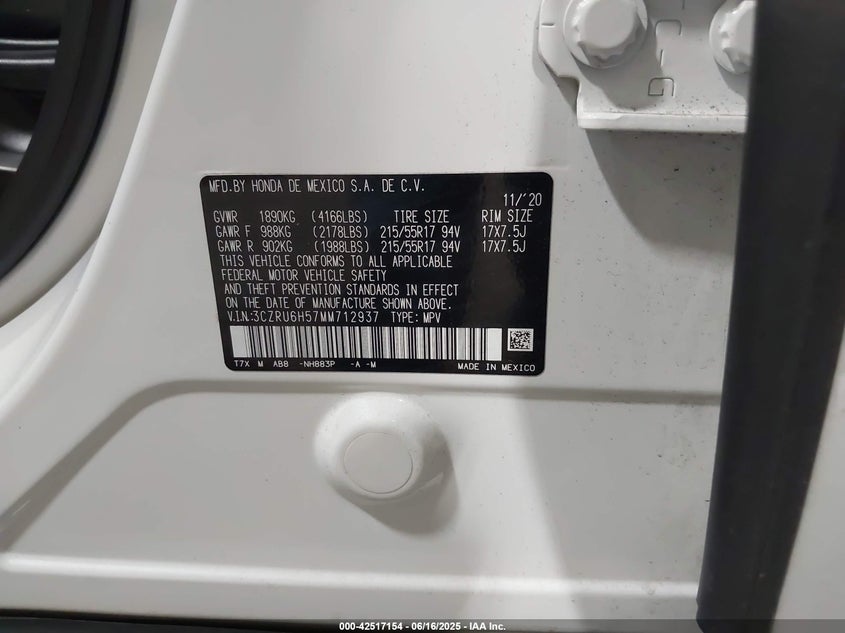 MFD.BY HONDA DE MEXICO S.A. DE C.V.
11/'20
GVWR 1890KG (4166LBS) TIRE SIZE RIM SIZE
GAWR F 988KG (2178LBS) 215/55R17 94V 17X7.5J
GAWR R 902KG (1988LBS) 215/55R17 94V 17X7.5J
THIS VEHICLE CONFORMS TO ALL APPLICABLE
FEDERAL MOTOR VEHICLE SAFETY
AND THEFT PREVENTION STANDARDS IN EFFECT
ON THE DATE OF MANUFACTURE SHOWN ABOVE.
V.I.N:3CZRU6H57MM712937 TYPE: MPV
T7X M AB8 -NH883P -A -M MADE IN MEXICO
000-42517154 - 06/16/2025 - IAA Inc.